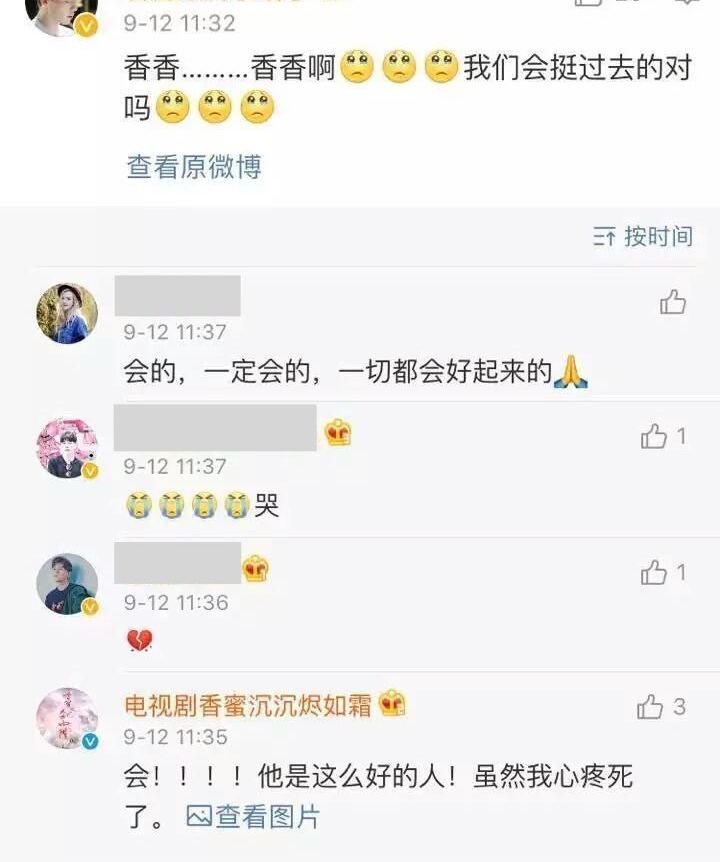 9-12 11:32
香香………香香啊🥺🥺🥺我们会挺过去的对
吗🥺🥺🥺
查看原微博
按时间
9-12 11:37
会的，一定会的，一切都会好起来的🙏
1
9-12 11:37
😭😭😭😭哭
1
9-12 11:36
💔
电视剧香蜜沉沉烬如霜
3
9-12 11:35
会！！！！他是这么好的人！虽然我心疼死
了。 查看图片